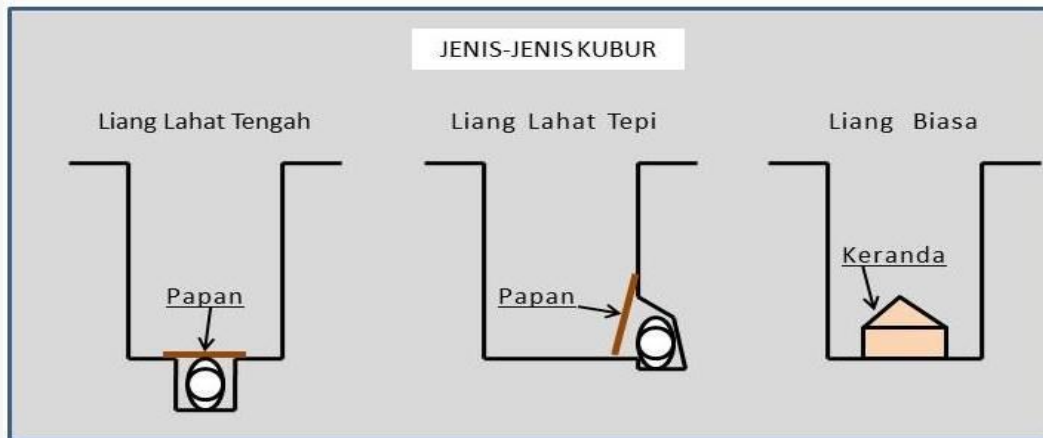 JENIS-JENIS KUBUR
Liang Lahat Tengah
Liang Lahat Tepi
Liang Biasa
Papan
Papan
Keranda